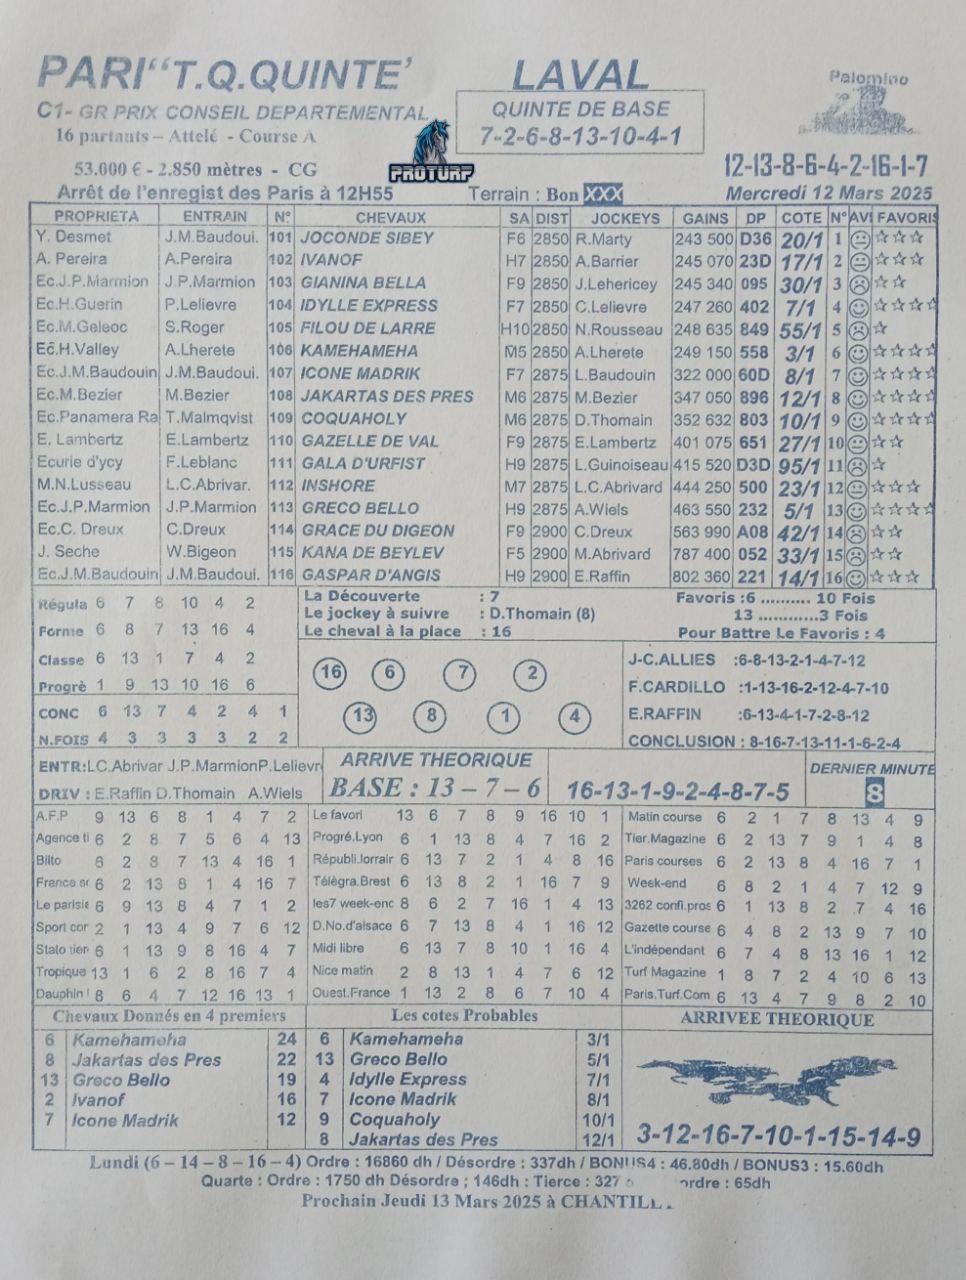 PARI "T.Q.QUINTE' LAVAL Palomino
C1- GR PRIX CONSEIL DEPARTEMENTAL QUINTE DE BASE
16 partants – Attelé - Course A 7-2-6-8-13-10-4-1
PROTURF
53.000 € - 2.850 mètres - CG 12-13-8-6-4-2-16-1-7
Arrêt de l'enregist des Paris à 12H55 Terrain : Bon XXX Mercredi 12 Mars 2025
PROPRIETA ENTRAIN N° CHEVAUX SA DIST JOCKEYS GAINS DP COTE N° AVI FAVORIS
Y. Desmet J.M.Baudoui. 101 JOCONDE SIBEY F6 2850 R.Marty 243 500 D36 20/1 1 ☆☆☆
A. Pereira A.Pereira 102 IVANOF H7 2850 A.Barrier 245 070 23D 17/1 2 ☆☆☆
Ec.J.P.Marmion J.P.Marmion 103 GIANINA BELLA F9 2850 J.Lehericey 245 340 095 30/1 3 ☆☆
Ec.H.Guerin P.Lelievre 104 IDYLLE EXPRESS F7 2850 C.Lelievre 247 260 402 7/1 4 ☆☆☆☆
Ec.M.Geleoc S.Roger 105 FILOU DE LARRE H10 2850 N.Rousseau 248 635 849 55/1 5 ☆
Ec.H.Valley A.Lherete 106 KAMEHAMEHA M5 2850 A.Lherete 249 150 558 3/1 6 ☆☆☆☆
Ec.J.M.Baudouin J.M.Baudoui. 107 ICONE MADRIK F7 2875 L.Baudouin 322 000 60D 8/1 7 ☆☆☆☆
Ec.M.Bezier M.Bezier 108 JAKARTAS DES PRES M6 2875 M.Bezier 347 050 896 12/1 8 ☆☆☆☆
Ec.Panamera Ra T.Malmqvist 109 COQUAHOLY M6 2875 D.Thomain 352 632 803 10/1 9 ☆☆☆☆
E. Lambertz E.Lambertz 110 GAZELLE DE VAL F9 2875 E.Lambertz 401 075 651 27/1 10 ☆☆
Ecurie d'ycy F.Leblanc 111 GALA D'URFIST H9 2875 L.Guinoiseau 415 520 D3D 95/1 11 ☆
M.N.Lusseau L.C.Abrivar. 112 INSHORE M7 2875 L.C.Abrivard 444 250 500 23/1 12 ☆☆☆
Ec.J.P.Marmion J.P.Marmion 113 GRECO BELLO H9 2875 A.Wiels 463 550 232 5/1 13 ☆☆☆☆
Ec.C. Dreux C.Dreux 114 GRACE DU DIGEON F9 2900 C.Dreux 563 990 A08 42/1 14 ☆☆
J. Seche W.Bigeon 115 KANA DE BEYLEV F5 2900 M.Abrivard 787 400 052 33/1 15 ☆☆
Ec.J.M.Baudouin J.M.Baudoui. 116 GASPAR D'ANGIS H9 2900 E.Raffin 802 360 221 14/1 16 ☆☆☆
Régula 6 7 8 10 4 2
Forme 6 8 7 13 16 4
Classe 6 13 1 7 4 2
Progrè 1 9 13 10 16 6
CONC 6 13 7 4 2 4 1
N.FOIS 4 3 3 3 3 2 2
La Découverte : 7 Favoris :6 .......... 10 Fois
Le jockey à suivre : D.Thomain (8) 13 ............3 Fois
Le cheval à la place : 16 Pour Battre Le Favoris : 4
16 6 7 2
13 8 1 4
J-C.ALLIES :6-8-13-2-1-4-7-12
F.CARDILLO :1-13-16-2-12-4-7-10
E.RAFFIN :6-13-4-1-7-2-8-12
CONCLUSION : 8-16-7-13-11-1-6-2-4
ENTR:LC.Abrivar J.P.MarmionP.Lelievr
DRIV : E.Raffin D.Thomain A.Wiels
ARRIVE THEORIQUE
BASE : 13 – 7 – 6 16-13-1-9-2-4-8-7-5
DERNIER MINUTE
8
A.F.P 9 13 6 8 1 4 7 2
Agence ti 6 2 8 7 5 6 4 13
Bilto 6 2 8 7 13 4 16 1
France sr 6 2 13 8 1 4 16 7
Le parisie 6 9 13 8 4 7 1 2
Sport cor 2 1 13 4 9 7 6 12
Stato tier 6 1 13 9 8 16 4 7
Tropique 13 1 6 2 8 16 7 4
Dauphin 8 6 4 7 12 16 13 1
Le favori 13 6 7 8 9 16 10 1
Progré.Lyon 6 1 13 8 4 7 16 2
Républi.lorrair 6 13 7 2 1 4 8 16
Télègra.Brest 6 13 8 2 1 16 7 9
les7 week-enc 8 6 2 7 16 1 4 13
D.No.d'alsace 6 7 13 8 4 1 16 12
Midi libre 6 13 7 8 10 1 16 4
Nice matin 2 8 13 1 4 7 6 12
Ouest.France 1 13 2 8 6 7 10 4
Matin course 6 2 1 7 8 13 4 9
Tier.Magazine 6 2 13 7 9 1 4 8
Paris courses 6 2 13 8 4 16 7 1
Week-end 6 8 2 1 4 7 12 9
3262 confi.pros 6 1 13 8 2 7 4 16
Gazette course 6 4 8 2 13 9 7 10
L'indépendant 6 7 4 8 13 16 1 12
Turf Magazine 1 8 7 2 4 10 6 13
Paris.Turf.Com 6 13 4 7 9 8 2 10
Chevaux Donnés en 4 premiers
6 Kamehameha 24
8 Jakartas des Pres 22
13 Greco Bello 19
2 Ivanof 16
7 Icone Madrik 12
Les cotes Probables
6 Kamehameha 3/1
13 Greco Bello 5/1
4 Idylle Express 7/1
7 Icone Madrik 8/1
9 Coquaholy 10/1
8 Jakartas des Pres 12/1
ARRIVEE THEORIQUE
3-12-16-7-10-1-15-14-9
Lundi (6 – 14 – 8 – 16 – 4) Ordre : 16860 dh / Désordre : 337dh / BONUS4 : 46.80dh / BONUS3 : 15.60dh
Quarte : Ordre : 1750 dh Désordre ; 146dh : Tierce : 327 ordre : 65dh
Prochain Jeudi 13 Mars 2025 à CHANTILL